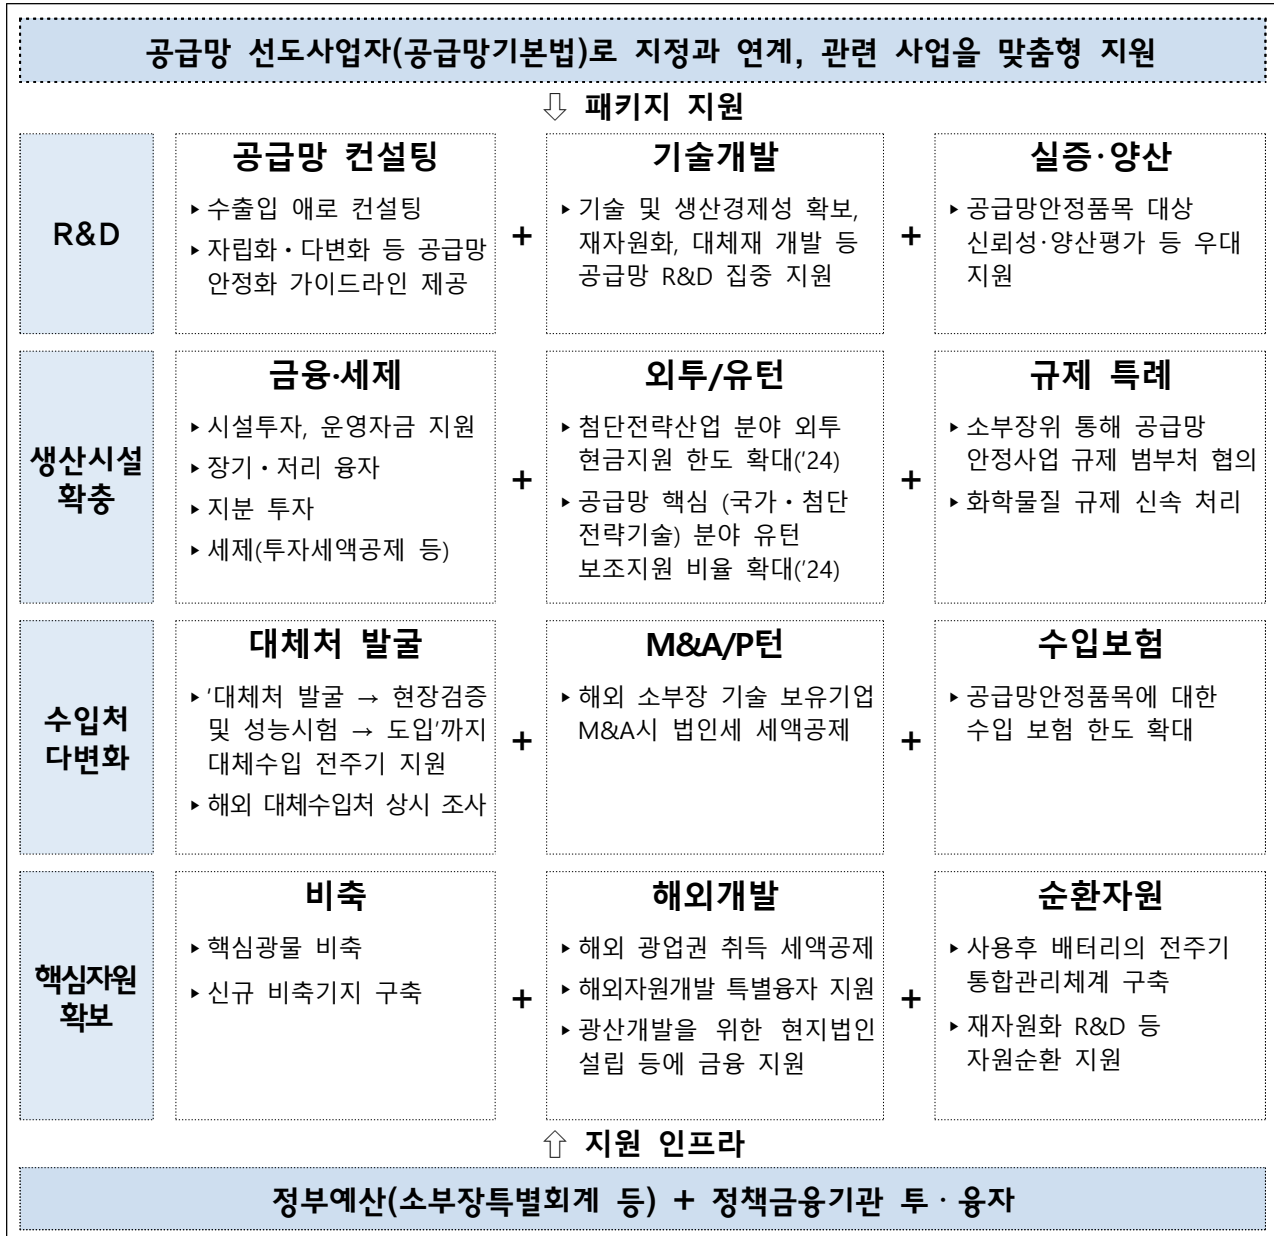 공급망 선도사업자(공급망기본법)로 지정과 연계, 관련 사업을 맞춤형 지원
⇩ 패키지 지원
R&D
공급망 컨설팅
▸ 수출입 애로 컨설팅
▸ 자립화・다변화 등 공급망
안정화 가이드라인 제공
+
기술개발
▸ 기술 및 생산경제성 확보,
재자원화, 대체재 개발 등
공급망 R&D 집중 지원
+
실증·양산
▸ 공급망안정품목 대상
신뢰성·양산평가 등 우대
지원
생산시설
확충
금융·세제
▸ 시설투자, 운영자금 지원
▸ 장기・저리 융자
▸ 지분 투자
▸ 세제(투자세액공제 등)
+
외투/유턴
▸ 첨단전략산업 분야 외투
현금지원 한도 확대('24)
▸ 공급망 핵심 (국가・첨단
전략기술) 분야 유턴
보조지원 비율 확대('24)
+
규제 특례
▸ 소부장위 통해 공급망
안정사업 규제 범부처 협의
▸ 화학물질 규제 신속 처리
수입처
다변화
대체처 발굴
▸ '대체처 발굴 → 현장검증
및 성능시험 → 도입'까지
대체수입 전주기 지원
▸ 해외 대체수입처 상시 조사
+
M&A/P턴
▸ 해외 소부장 기술 보유기업
M&A시 법인세 세액공제
+
수입보험
▸ 공급망안정품목에 대한
수입 보험 한도 확대
핵심자원
확보
비축
▸ 핵심광물 비축
▸ 신규 비축기지 구축
+
해외개발
▸ 해외 광업권 취득 세액공제
▸ 해외자원개발 특별융자 지원
▸ 광산개발을 위한 현지법인
설립 등에 금융 지원
+
순환자원
▸ 사용후 배터리의 전주기
통합관리체계 구축
▸ 재자원화 R&D 등
자원순환 지원
⇧ 지원 인프라
정부예산(소부장특별회계 등) + 정책금융기관 투·융자